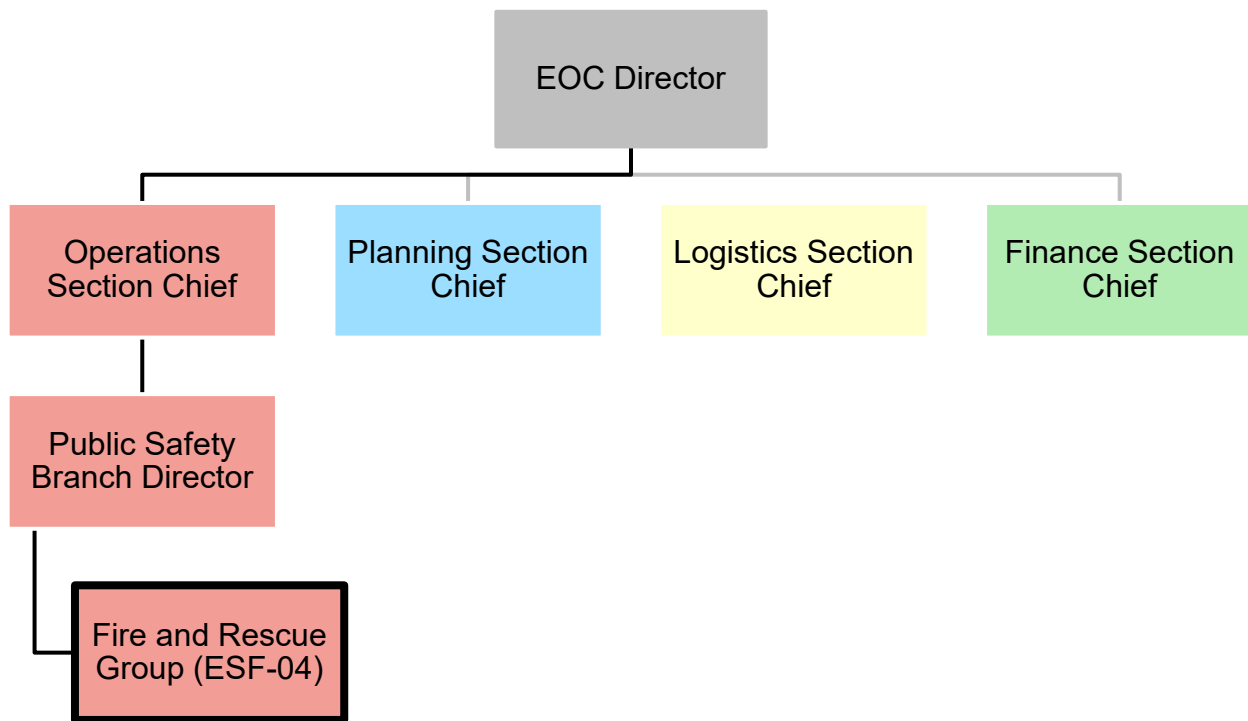 EOC Director
Operations
Section Chief
Planning Section
Chief
Logistics Section
Chief
Finance Section
Chief
Public Safety
Branch Director
Fire and Rescue
Group (ESF-04)